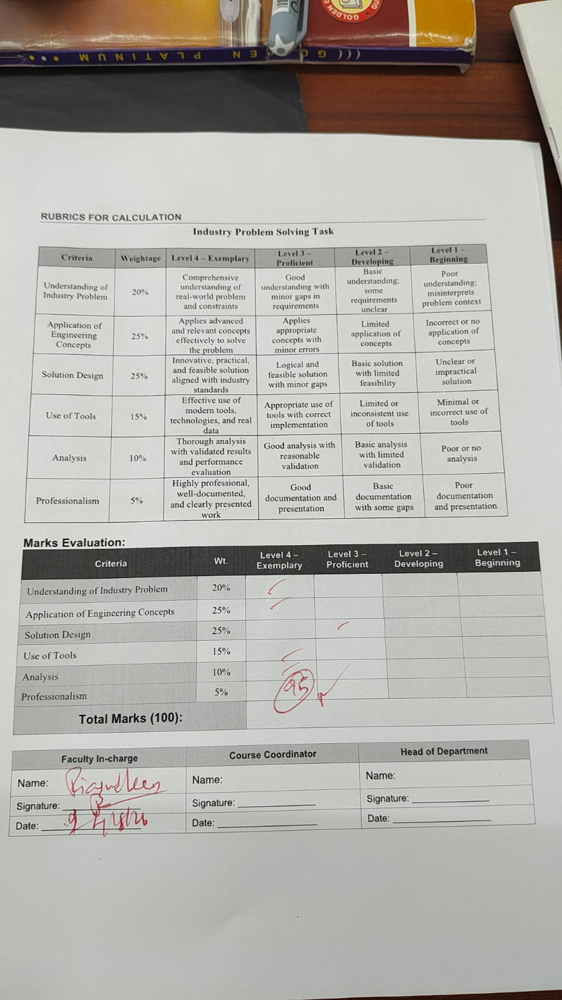 GOLDEN
GU
PLATINUM
RUBRICS FOR CALCULATION
Industry Problem Solving Task
Criteria Weightage Level 4 – Exemplary Level 3 – Proficient Level 2 – Developing Level 1 – Beginning
Understanding of Industry Problem 20% Comprehensive understanding of real-world problem and constraints Good understanding with minor gaps in requirements Basic understanding; some requirements unclear Poor understanding; misinterprets problem context
Application of Engineering Concepts 25% Applies advanced and relevant concepts effectively to solve the problem Applies appropriate concepts with minor errors Limited application of concepts Incorrect or no application of concepts
Solution Design 25% Innovative, practical, and feasible solution aligned with industry standards Logical and feasible solution with minor gaps Basic solution with limited feasibility Unclear or impractical solution
Use of Tools 15% Effective use of modern tools, technologies, and real data Appropriate use of tools with correct implementation Limited or inconsistent use of tools Minimal or incorrect use of tools
Analysis 10% Thorough analysis with validated results and performance evaluation Good analysis with reasonable validation Basic analysis with limited validation Poor or no analysis
Professionalism 5% Highly professional, well-documented, and clearly presented work Good documentation and presentation Basic documentation with some gaps Poor documentation and presentation
Marks Evaluation:
Criteria Wt. Level 4 – Exemplary Level 3 – Proficient Level 2 – Developing Level 1 – Beginning
Understanding of Industry Problem 20%
Application of Engineering Concepts 25%
Solution Design 25%
Use of Tools 15%
Analysis 10%
Professionalism 5%
95
Total Marks (100):
Faculty In-charge Course Coordinator Head of Department
Name: Name: Name:
Signature: Signature: Signature:
Date: Date: Date: